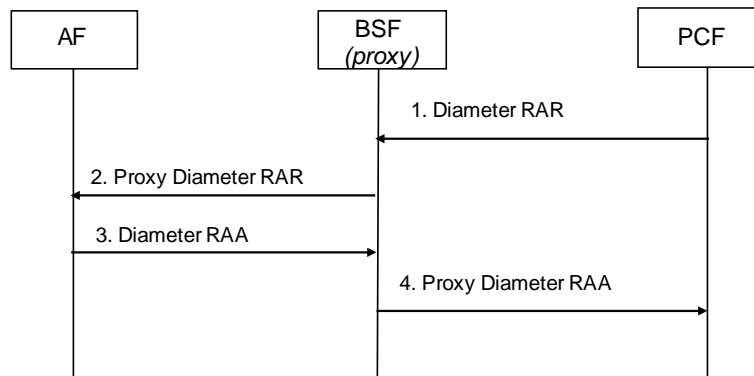 AF
BSF
(proxy)
PCF
1. Diameter RAR
2. Proxy Diameter RAR
3. Diameter RAA
4. Proxy Diameter RAA